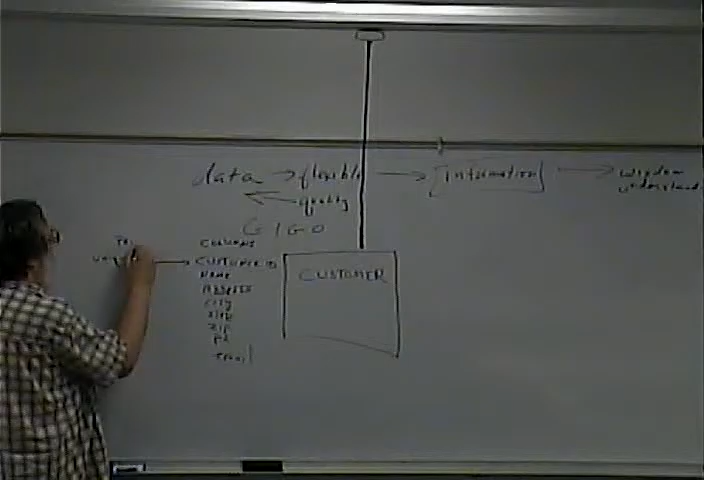 data → flexible → [Information] → wisdom
understand
← quality
GIGO
COLUMNS
CUSTOMER ID
NAME
ADDRESS
CITY
STATE
ZIP
PH
email
CUSTOMER